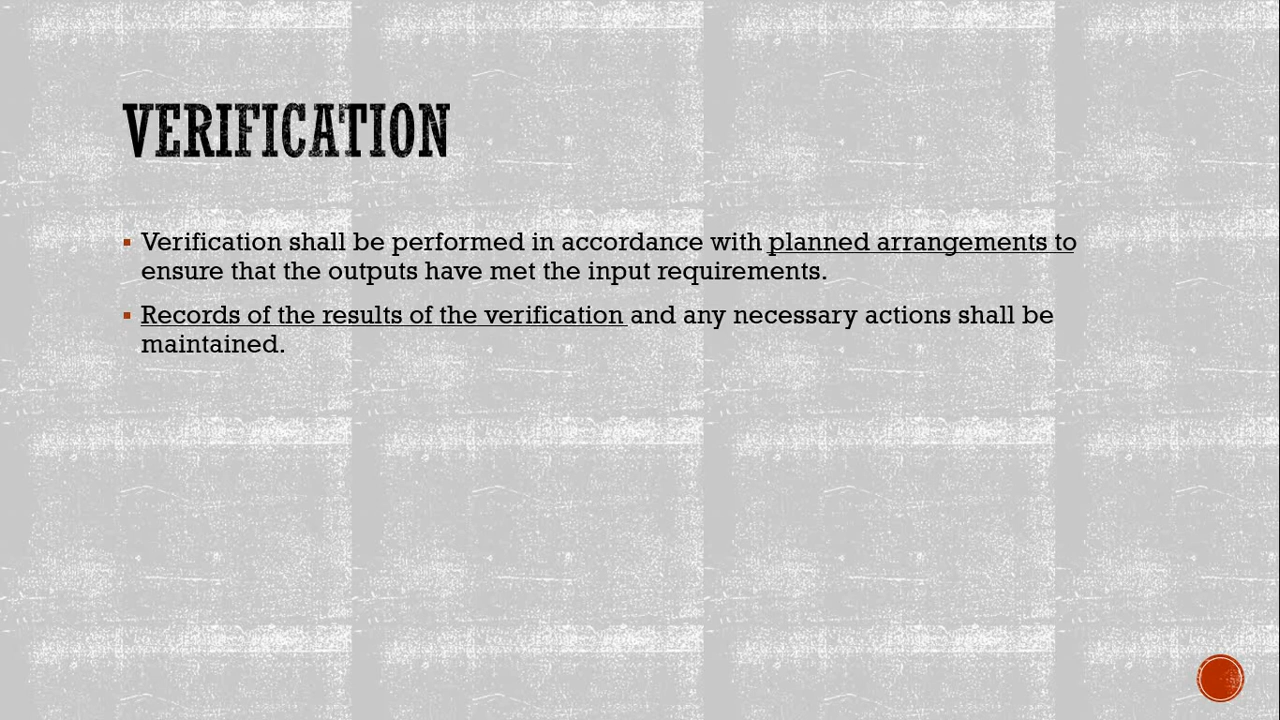 VERIFICATION
▪ Verification shall be performed in accordance with planned arrangements to
ensure that the outputs have met the input requirements.
▪ Records of the results of the verification and any necessary actions shall be
maintained.